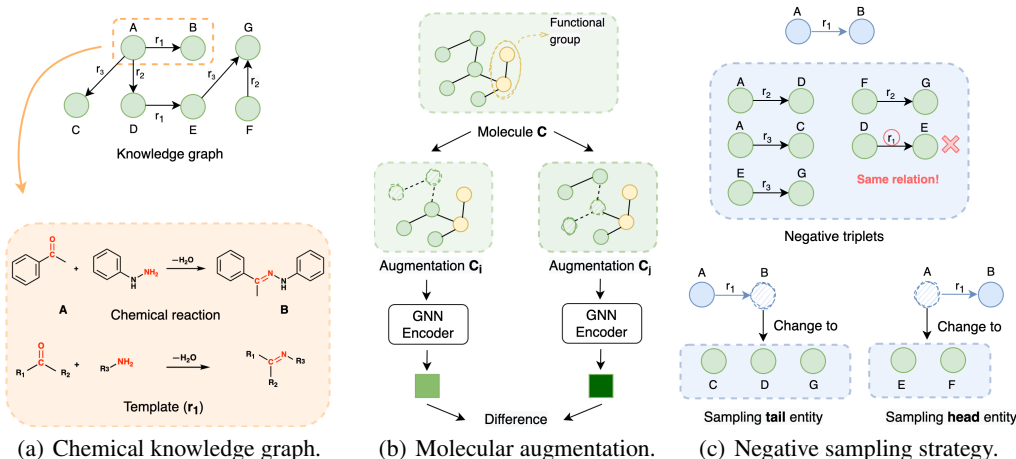 A
B
G
r1
r3
r2
r3
r2
r1
C
D
E
F
Knowledge graph
O
+
NH2
N
H
−H2O
N
N
H
A
Chemical reaction
B
O
R1
R2
+
R3
NH2
−H2O
R1
N
R3
R2
Template (r1)
(a) Chemical knowledge graph.
Functional
group
Molecule C
Augmentation Ci
Augmentation Cj
GNN
Encoder
GNN
Encoder
Difference
(b) Molecular augmentation.
A
B
r1
A
D
r2
F
G
r2
A
C
r3
D
E
r1
E
G
r3
Same relation!
Negative triplets
A
B
r1
Change to
C
D
G
Sampling tail entity
A
B
r1
Change to
E
F
Sampling head entity
(c) Negative sampling strategy.